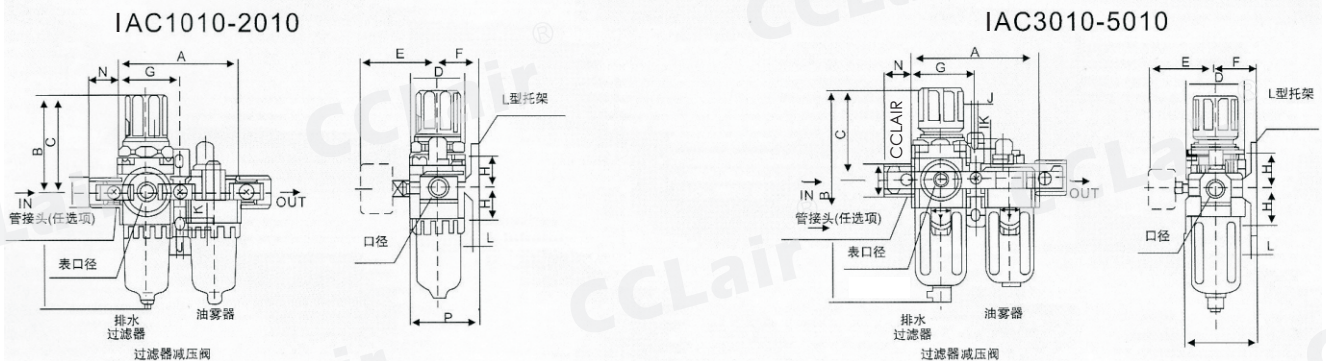 IAC1010-2010
A
N
G
B
C
IN
OUT
管接头(任选项)
K
J
表口径
排水
过滤器
油雾器
过滤器减压阀
E
F
D
L型托架
H
H
口径
L
P
IAC3010-5010
A
N
G
J
CCLAIR
C
K
B
IN
OUT
管接头(任选项)
表口径
排水
过滤器
油雾器
过滤器减压阀
E
F
D
L型托架
H
H
口径
L
CCLair
®
CCLair
CCLair